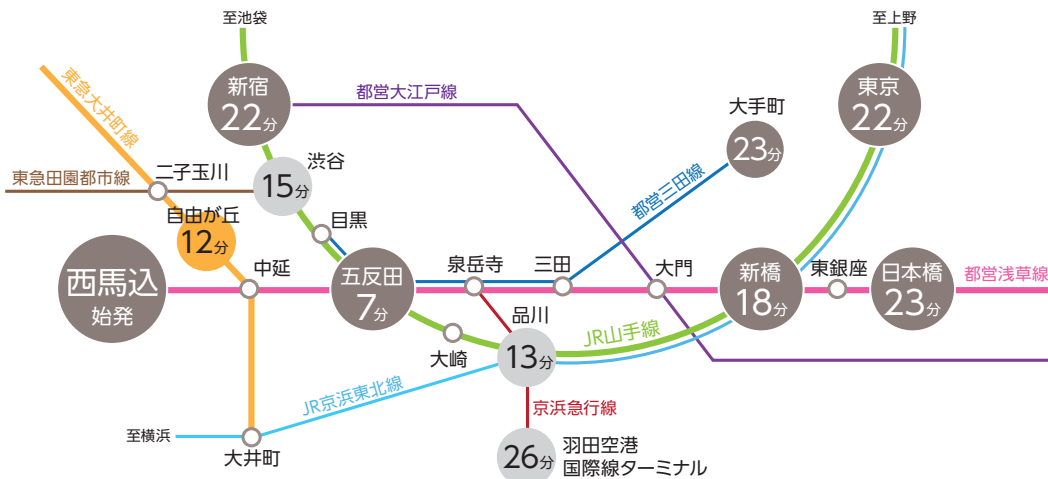 至池袋
至上野
新宿
22分
都営大江戸線
東京
22分
大手町
23分
東急大井町線
渋谷
15分
二子玉川
東急田園都市線
都営三田線
自由が丘
12分
目黒
西馬込
始発
中延
五反田
7分
泉岳寺
三田
大門
新橋
18分
東銀座
日本橋
23分
都営浅草線
品川
13分
大崎
JR山手線
JR京浜東北線
京浜急行線
至横浜
大井町
26分
羽田空港
国際線ターミナル